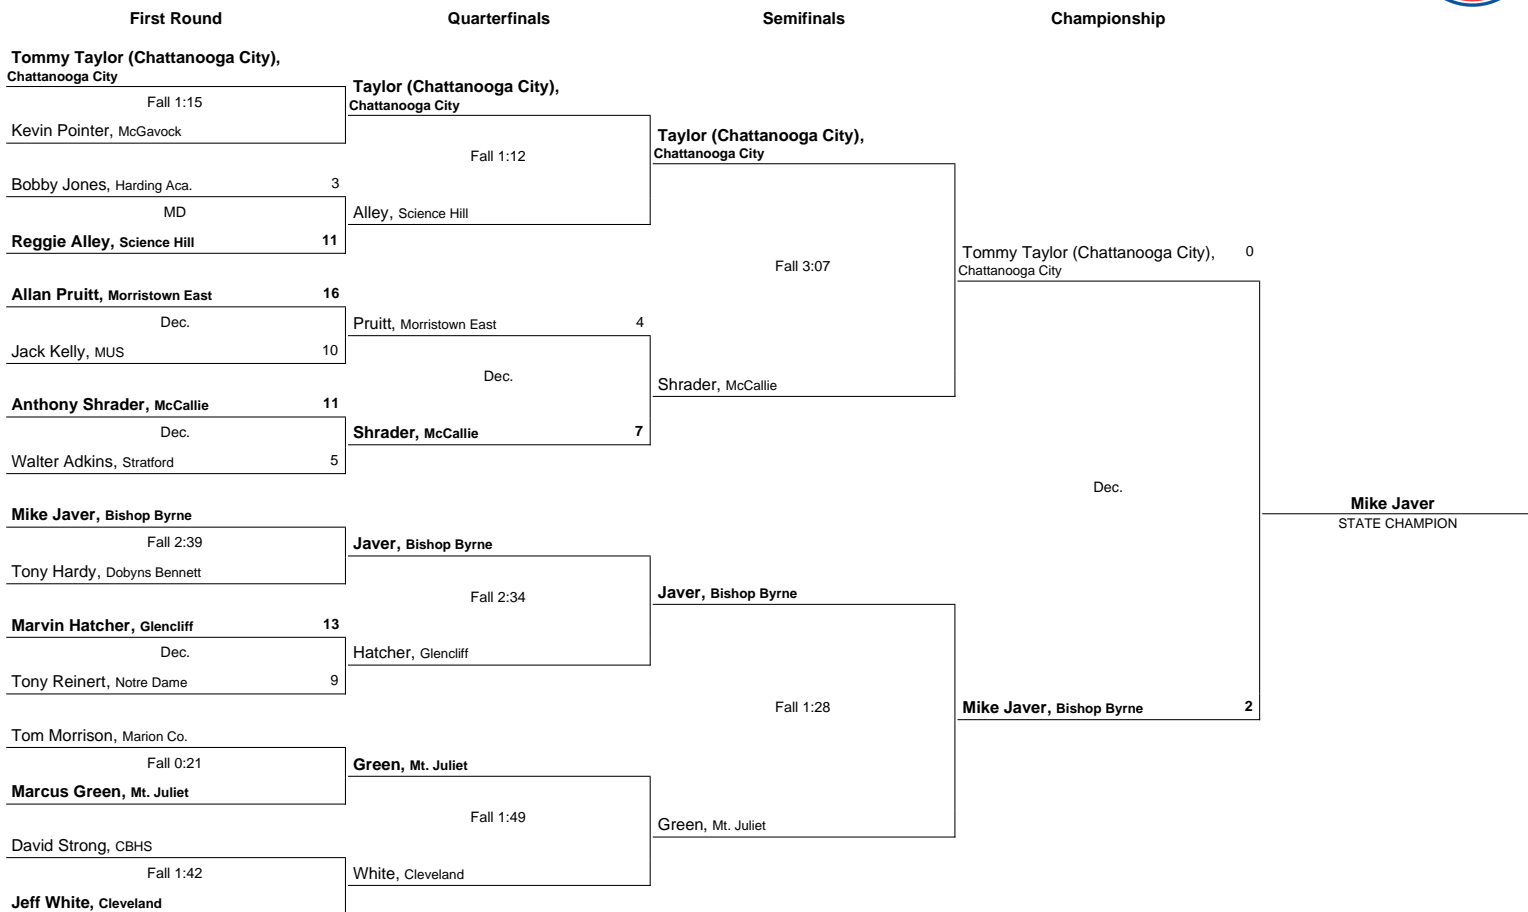 First Round Quarterfinals Semifinals Championship
Tommy Taylor (Chattanooga City),
Chattanooga City
Fall 1:15
Kevin Pointer, McGavock
Bobby Jones, Harding Aca. 3
MD
Reggie Alley, Science Hill 11
Allan Pruitt, Morristown East 16
Dec.
Jack Kelly, MUS 10
Anthony Shrader, McCallie 11
Dec.
Walter Adkins, Stratford 5
Mike Javer, Bishop Byrne
Fall 2:39
Tony Hardy, Dobyns Bennett
Marvin Hatcher, Glencliff 13
Dec.
Tony Reinert, Notre Dame 9
Tom Morrison, Marion Co.
Fall 0:21
Marcus Green, Mt. Juliet
David Strong, CBHS
Fall 1:42
Jeff White, Cleveland
Taylor (Chattanooga City),
Chattanooga City
Fall 1:12
Alley, Science Hill
Pruitt, Morristown East 4
Dec.
Shrader, McCallie 7
Javer, Bishop Byrne
Fall 2:34
Hatcher, Glencliff
Green, Mt. Juliet
Fall 1:49
White, Cleveland
Taylor (Chattanooga City),
Chattanooga City
Fall 3:07
Shrader, McCallie
Javer, Bishop Byrne
Fall 1:28
Green, Mt. Juliet
Tommy Taylor (Chattanooga City), 0
Chattanooga City
Dec.
Mike Javer, Bishop Byrne 2
Mike Javer
STATE CHAMPION